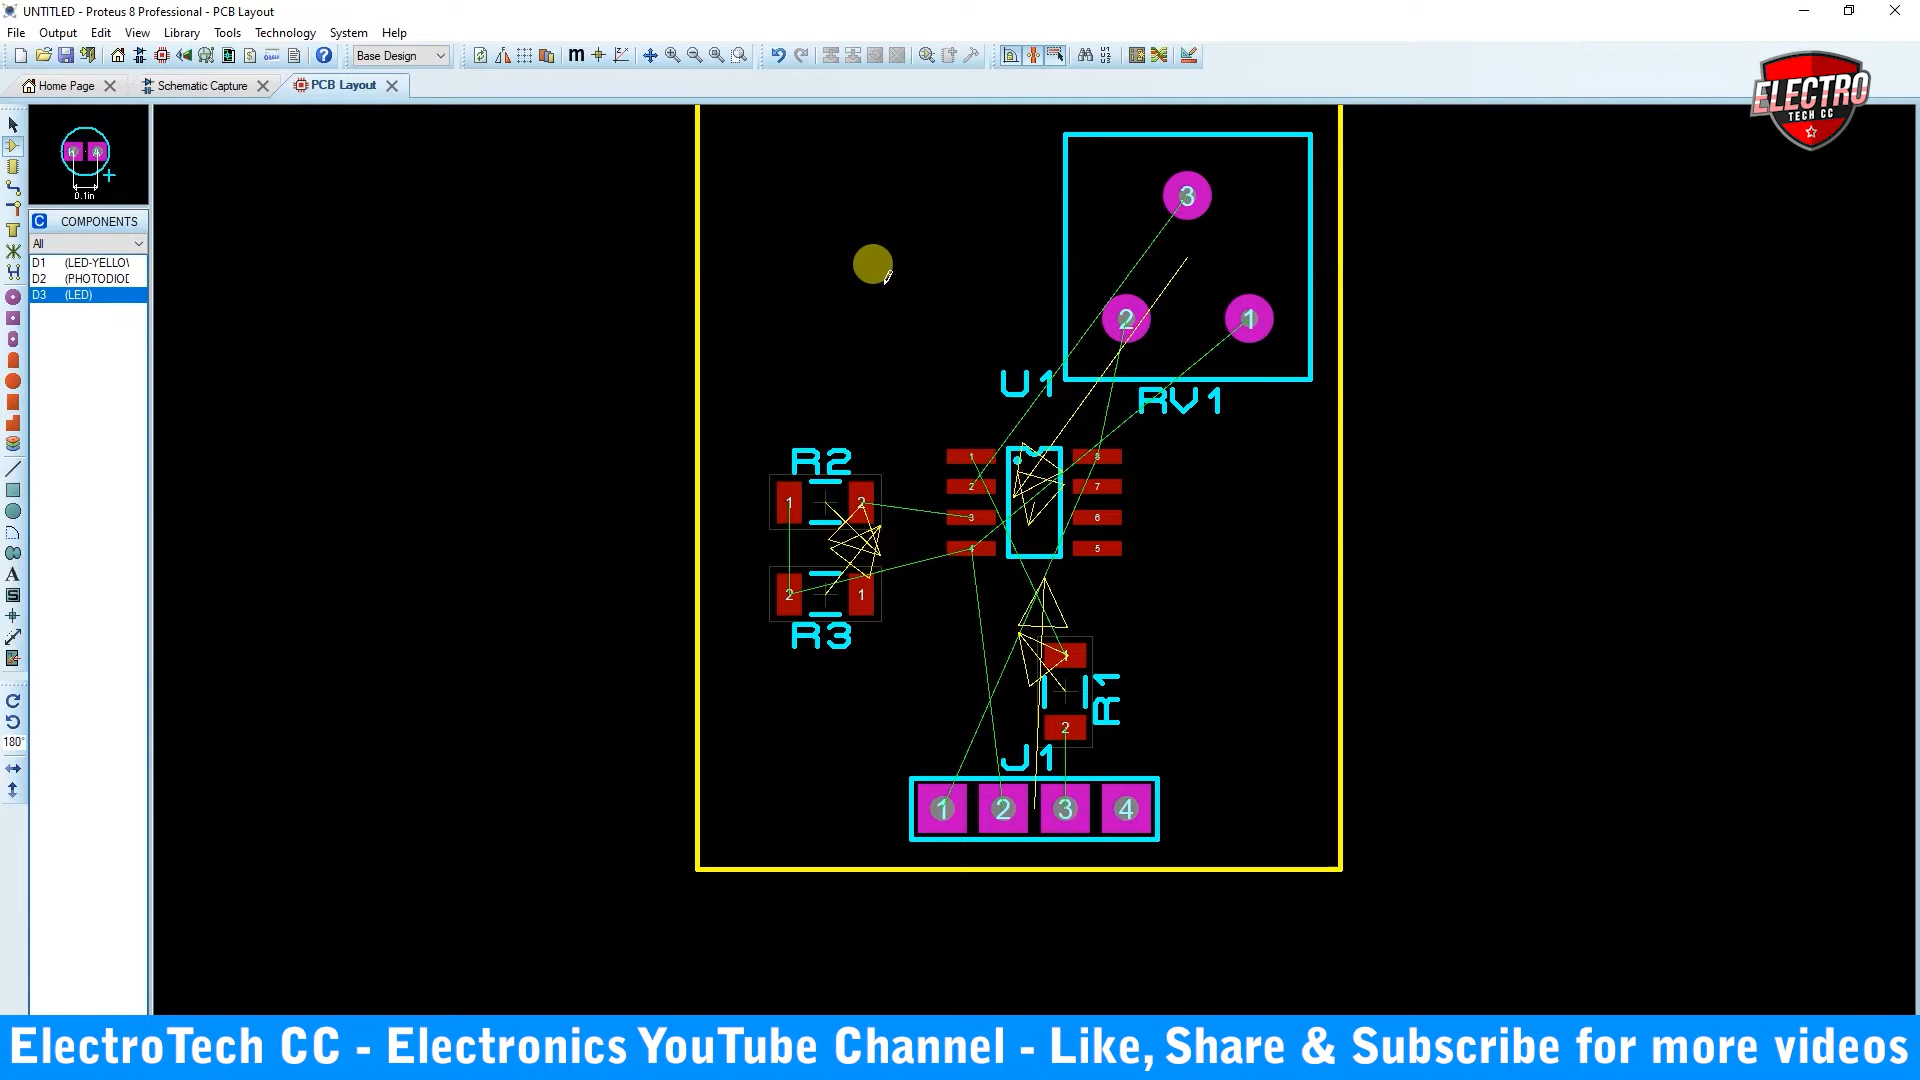 UNTITLED - Proteus 8 Professional - PCB Layout
File Output Edit View Library Tools Technology System Help
Base Design
Home Page
Schematic Capture
PCB Layout
ELECTRO
TECH CC
K A
0.1in
C COMPONENTS
All
D1 (LED-YELLO
D2 (PHOTODIO
D3 (LED)
180°
3
2
1
RV1
U1
1
2
3
4
8
7
6
5
R2
1 2
2 1
R3
1
2
R1
J1
1 2 3 4
ElectroTech CC - Electronics YouTube Channel - Like, Share & Subscribe for more videos